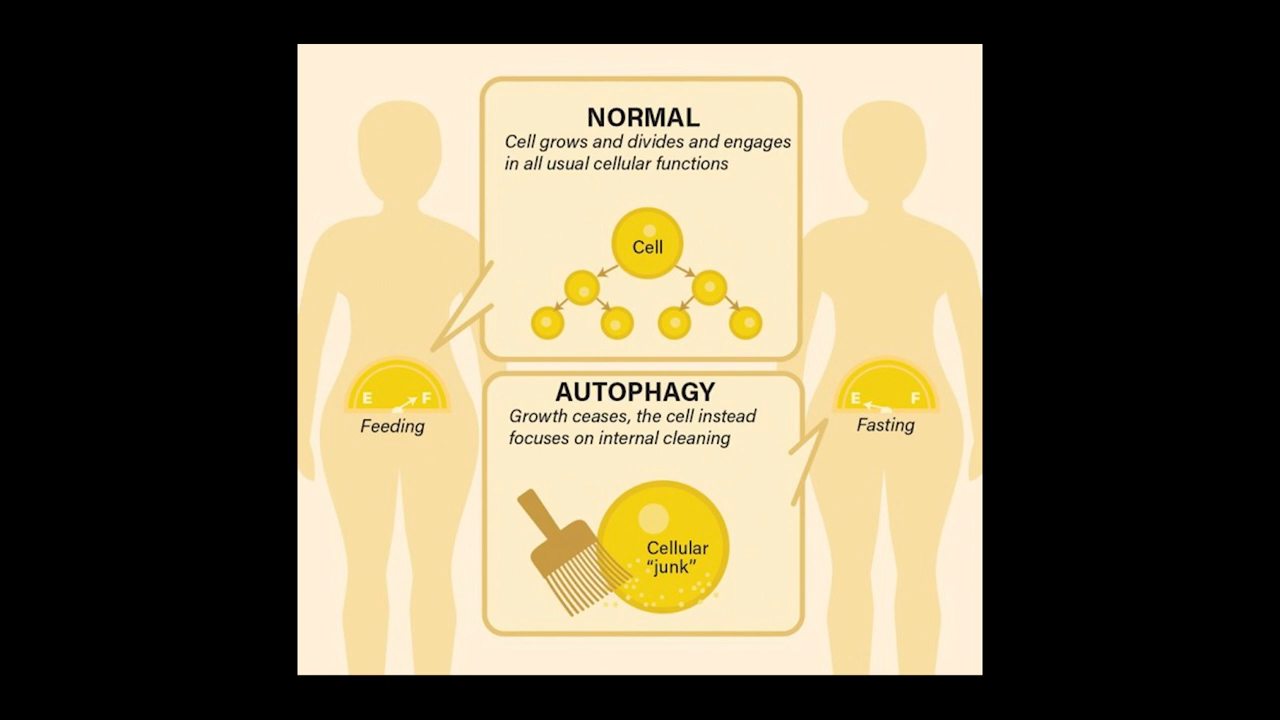 NORMAL
Cell grows and divides and engages
in all usual cellular functions
Cell
E F
Feeding
E F
Fasting
AUTOPHAGY
Growth ceases, the cell instead
focuses on internal cleaning
Cellular
“junk”